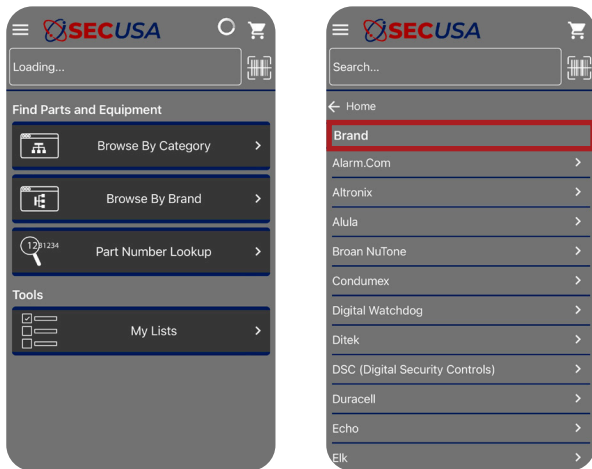 SECUSA
Loading...
Find Parts and Equipment
Browse By Category
Browse By Brand
1231234
Part Number Lookup
Tools
My Lists
SECUSA
Search...
Home
Brand
Alarm.Com
Altronix
Alula
Broan NuTone
Condumex
Digital Watchdog
Ditek
DSC (Digital Security Controls)
Duracell
Echo
Elk